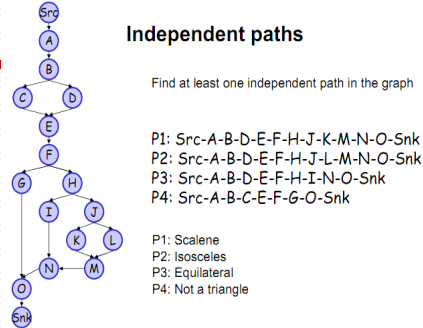 Src
Independent paths
A
B
Find at least one independent path in the graph
C D
E
P1: Src-A-B-D-E-F-H-J-K-M-N-O-Snk
F
P2: Src-A-B-D-E-F-H-J-L-M-N-O-Snk
P3: Src-A-B-D-E-F-H-I-N-O-Snk
G H
P4: Src-A-B-C-E-F-G-O-Snk
I J
K L
P1: Scalene
P2: Isosceles
N M
P3: Equilateral
O
P4: Not a triangle
Snk